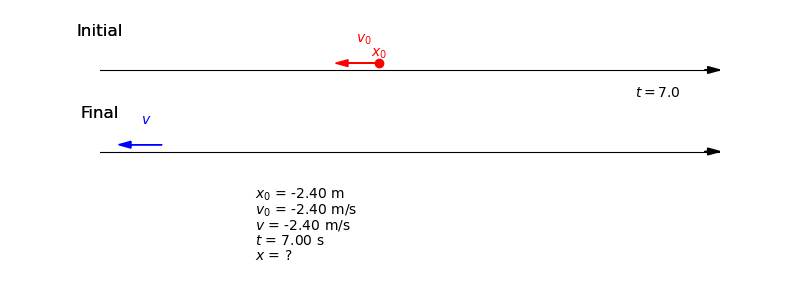 Initial
v₀
x₀
t = 7.0
Final
v
x₀ = -2.40 m
v₀ = -2.40 m/s
v = -2.40 m/s
t = 7.00 s
x = ?